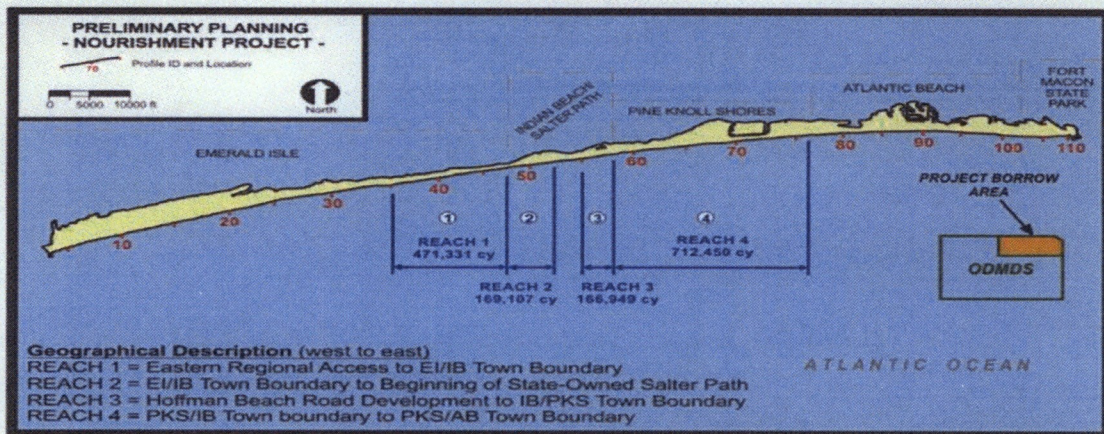 PRELIMINARY PLANNING
- NOURISHMENT PROJECT -
70 Profile ID and Location
0 5000 10000 ft
North
EMERALD ISLE
INDIAN BEACH/
SALTER PATH
PINE KNOLL SHORES
ATLANTIC BEACH
FORT
MACON
STATE
PARK
10 20 30 40 50 60 70 80 90 100 110
PROJECT BORROW
AREA
ODMDS
1 2 3 4
REACH 1
471,331 cy
REACH 2
169,107 cy
REACH 3
166,949 cy
REACH 4
712,450 cy
ATLANTIC OCEAN
Geographical Description (west to east)
REACH 1 = Eastern Regional Access to EI/IB Town Boundary
REACH 2 = EI/IB Town Boundary to Beginning of State-Owned Salter Path
REACH 3 = Hoffman Beach Road Development to IB/PKS Town Boundary
REACH 4 = PKS/IB Town boundary to PKS/AB Town Boundary